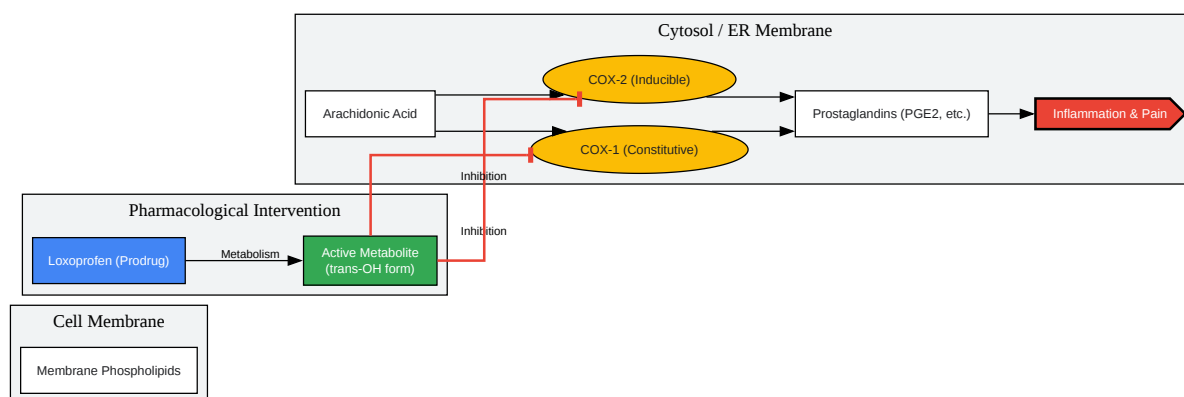 Cytosol / ER Membrane
COX-2 (Inducible)
Arachidonic Acid
Prostaglandins (PGE2, etc.)
Inflammation & Pain
COX-1 (Constitutive)
Inhibition
Pharmacological Intervention
Inhibition
Loxoprofen (Prodrug)
Metabolism
Active Metabolite
(trans-OH form)
Cell Membrane
Membrane Phospholipids